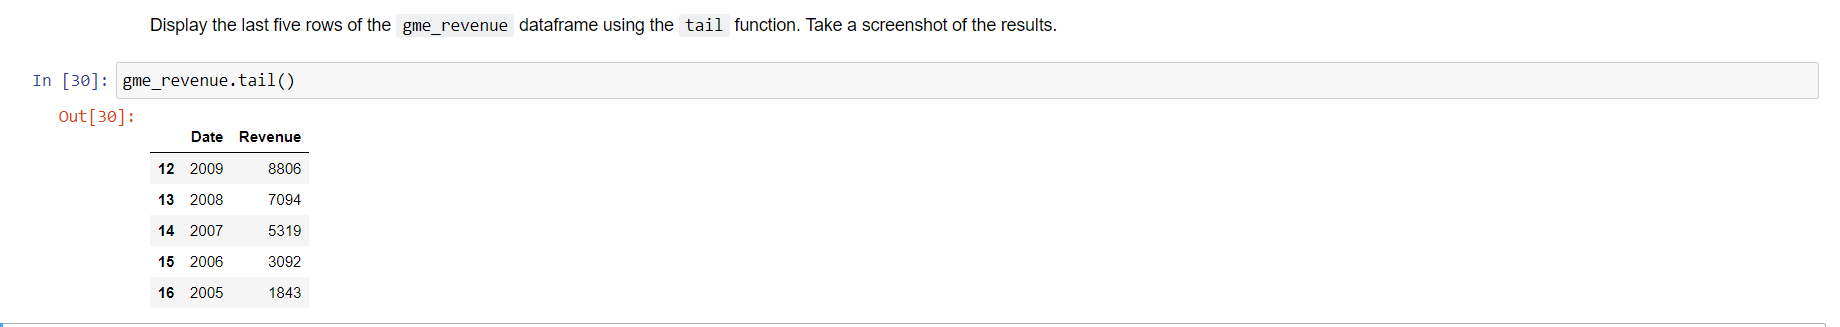 Display the last five rows of the gme_revenue dataframe using the tail function. Take a screenshot of the results.
In [30]: gme_revenue.tail()
Out[30]:
Date Revenue
12 2009 8806
13 2008 7094
14 2007 5319
15 2006 3092
16 2005 1843